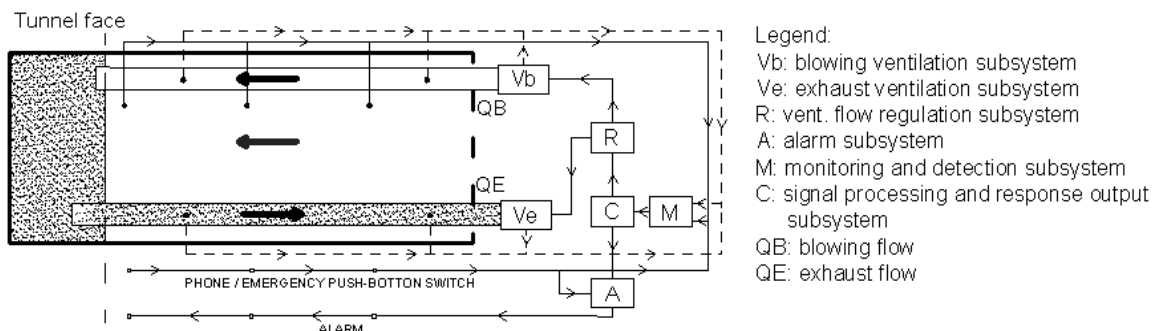 Tunnel face
Vb
QB
R
QE
Ve
C
M
PHONE / EMERGENCY PUSH-BOTTON SWITCH
A
ALARM
Legend:
Vb: blowing ventilation subsystem
Ve: exhaust ventilation subsystem
R: vent. flow regulation subsystem
A: alarm subsystem
M: monitoring and detection subsystem
C: signal processing and response output
subsystem
QB: blowing flow
QE: exhaust flow